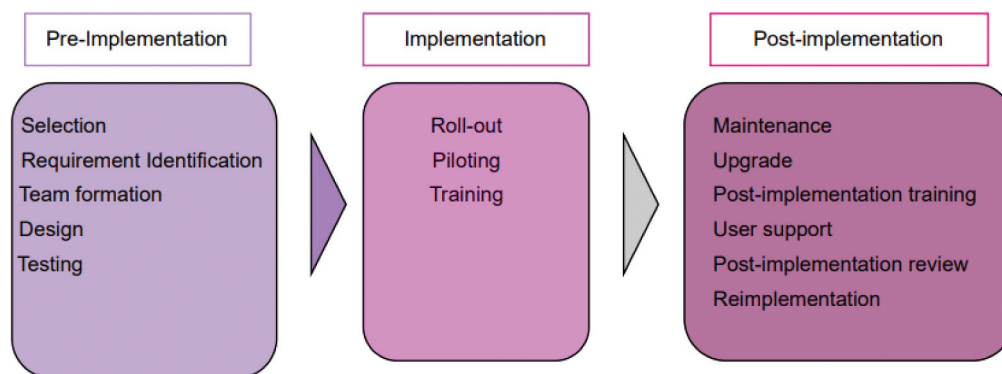 Pre-Implementation
Selection
Requirement Identification
Team formation
Design
Testing
Implementation
Roll-out
Piloting
Training
Post-implementation
Maintenance
Upgrade
Post-implementation training
User support
Post-implementation review
Reimplementation